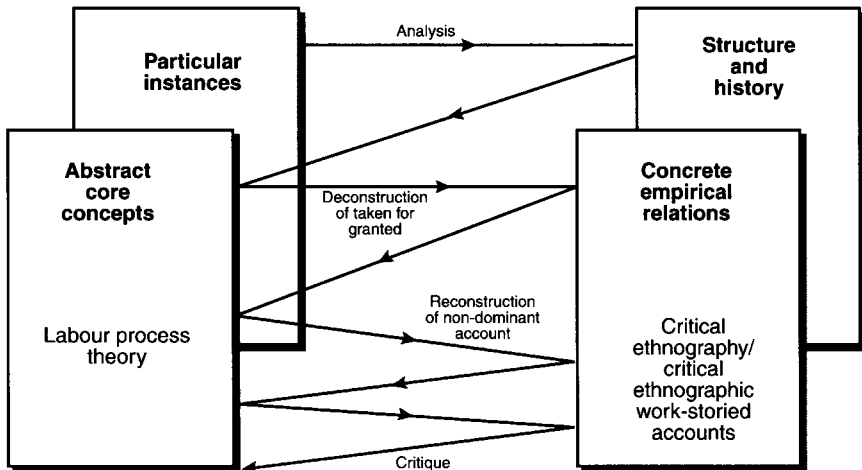 Particular
instances
Analysis
Structure
and
history
Abstract
core
concepts
Deconstruction
of taken for
granted
Concrete
empirical
relations
Labour process
theory
Reconstruction
of non-dominant
account
Critical
ethnography/
critical
ethnographic
work-storied
accounts
Critique